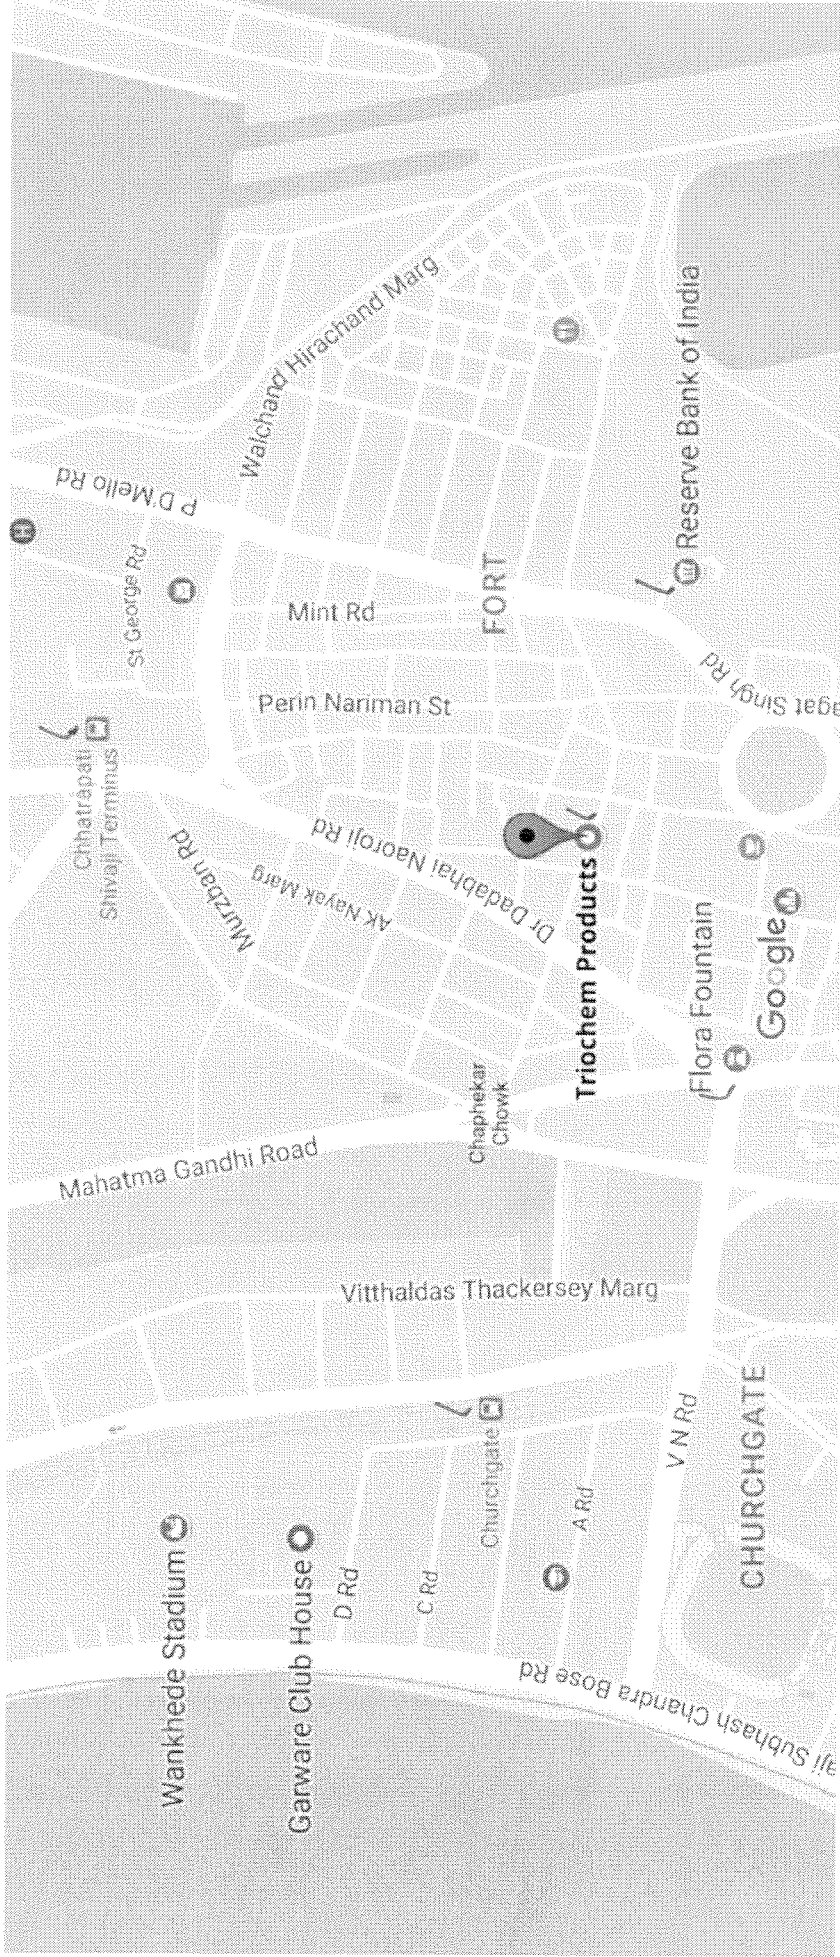 H
P D'Mello Rd
Chhatrapati
Shivaji Terminus
St George Rd
Mahatma Gandhi Road
Wankhede Stadium
Murzban Rd
Walchand Hirachand Marg
AK Nayak Marg
Perin Nariman St
Mint Rd
Garware Club House
Dr Dadabhai Naoroji Rd
D Rd
C Rd
Vitthaldas Thackersey Marg
Chaphekar
Chowk
Churchgate
FORT
A Rd
Triochem Products
V N Rd
Reserve Bank of India
Flora Fountain
agat Singh Rd
aji Subhash Chandra Bose Rd
CHURCHGATE
Google